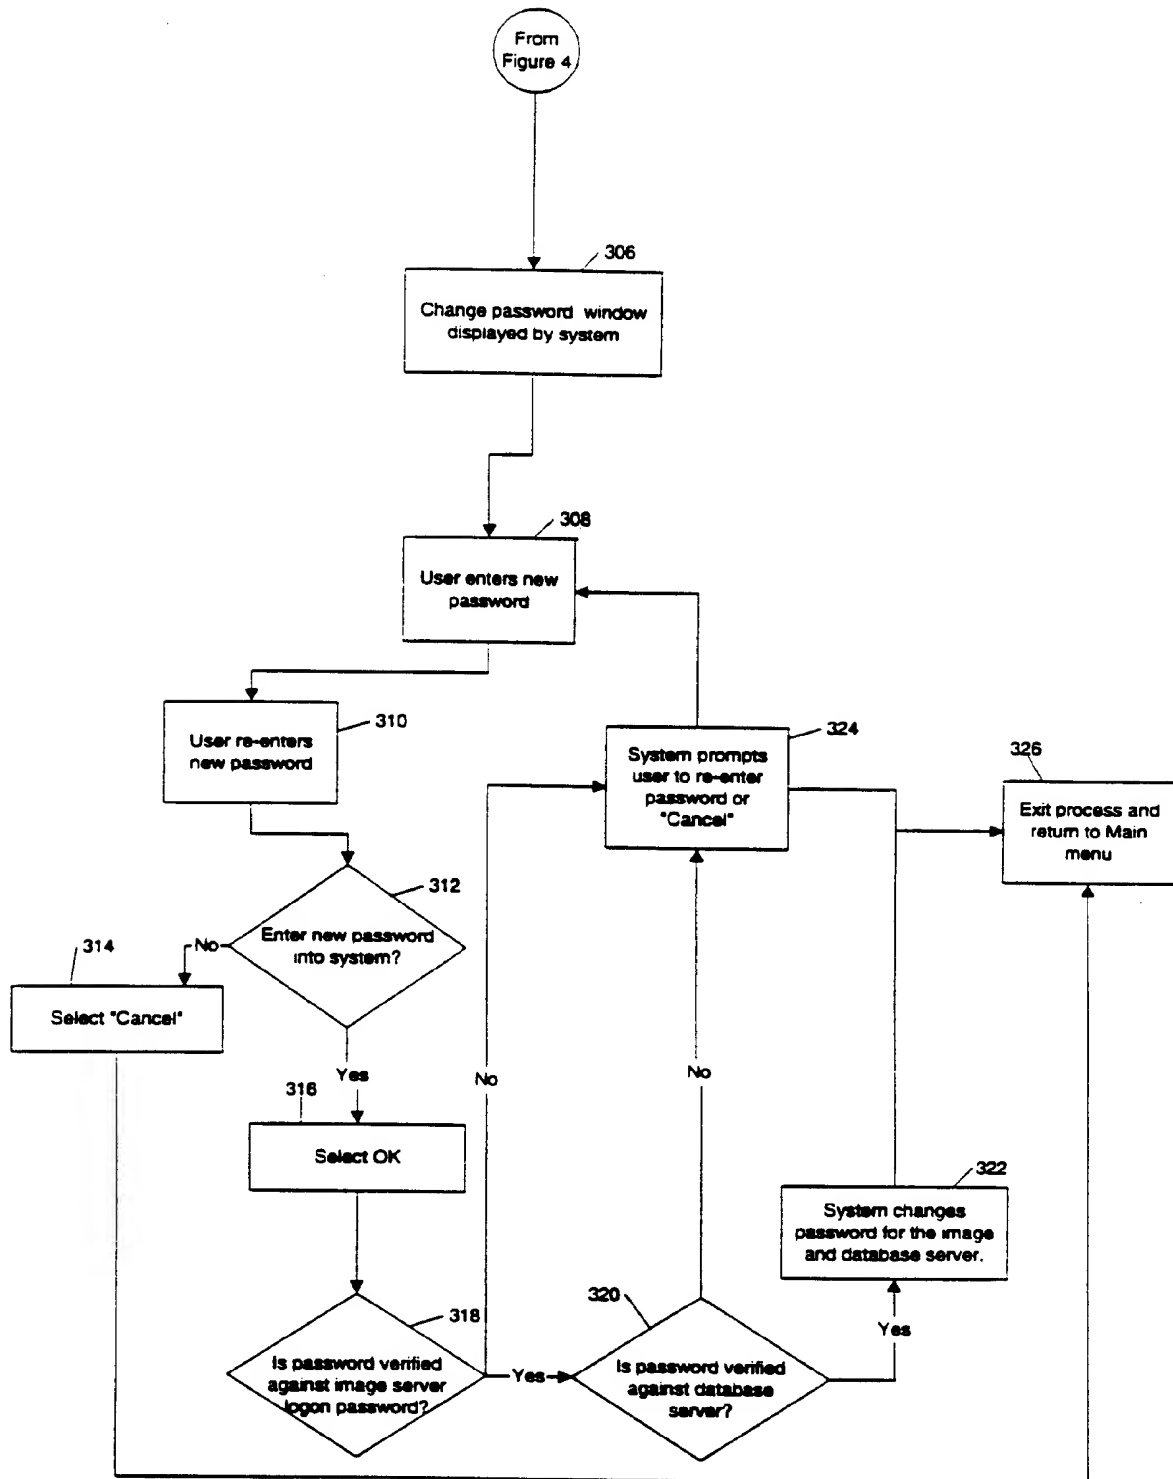 From
Figure 4
306
Change password window
displayed by system
308
User enters new
password
310
User re-enters
new password
324
System prompts
user to re-enter
password or
"Cancel"
326
Exit process and
return to Main
menu
312
Enter new password
into system?
No
314
Select "Cancel"
Yes
No
No
316
Select OK
322
System changes
password for the image
and database server.
318
Is password verified
against image server
logon password?
Yes
320
Is password verified
against database
server?
Yes